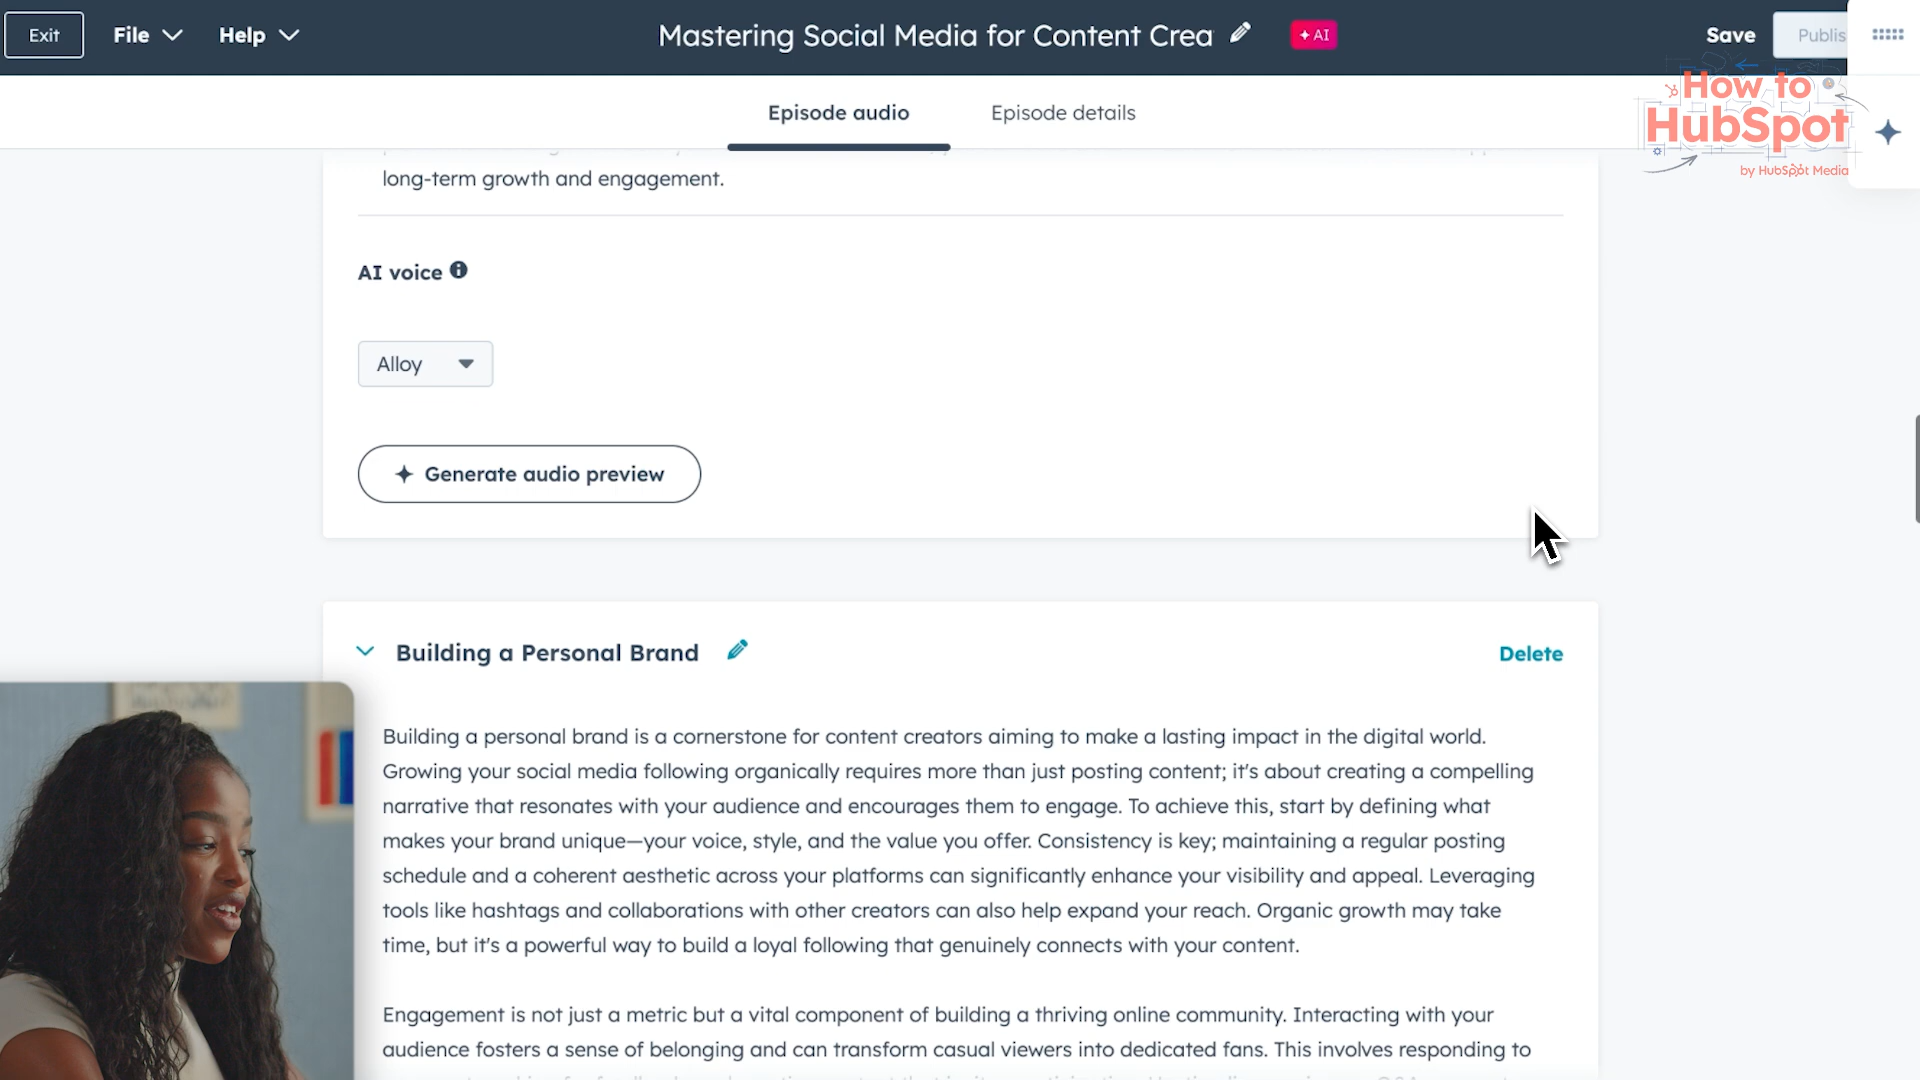 Exit
File
Help
Mastering Social Media for Content Crea
AI
Save
Publis
How to
HubSpot
by HubSpot Media
Episode audio
Episode details
long-term growth and engagement.
AI voice
Alloy
Generate audio preview
Building a Personal Brand
Delete
Building a personal brand is a cornerstone for content creators aiming to make a lasting impact in the digital world.
Growing your social media following organically requires more than just posting content; it's about creating a compelling
narrative that resonates with your audience and encourages them to engage. To achieve this, start by defining what
makes your brand unique—your voice, style, and the value you offer. Consistency is key; maintaining a regular posting
schedule and a coherent aesthetic across your platforms can significantly enhance your visibility and appeal. Leveraging
tools like hashtags and collaborations with other creators can also help expand your reach. Organic growth may take
time, but it's a powerful way to build a loyal following that genuinely connects with your content.
Engagement is not just a metric but a vital component of building a thriving online community. Interacting with your
audience fosters a sense of belonging and can transform casual viewers into dedicated fans. This involves responding to